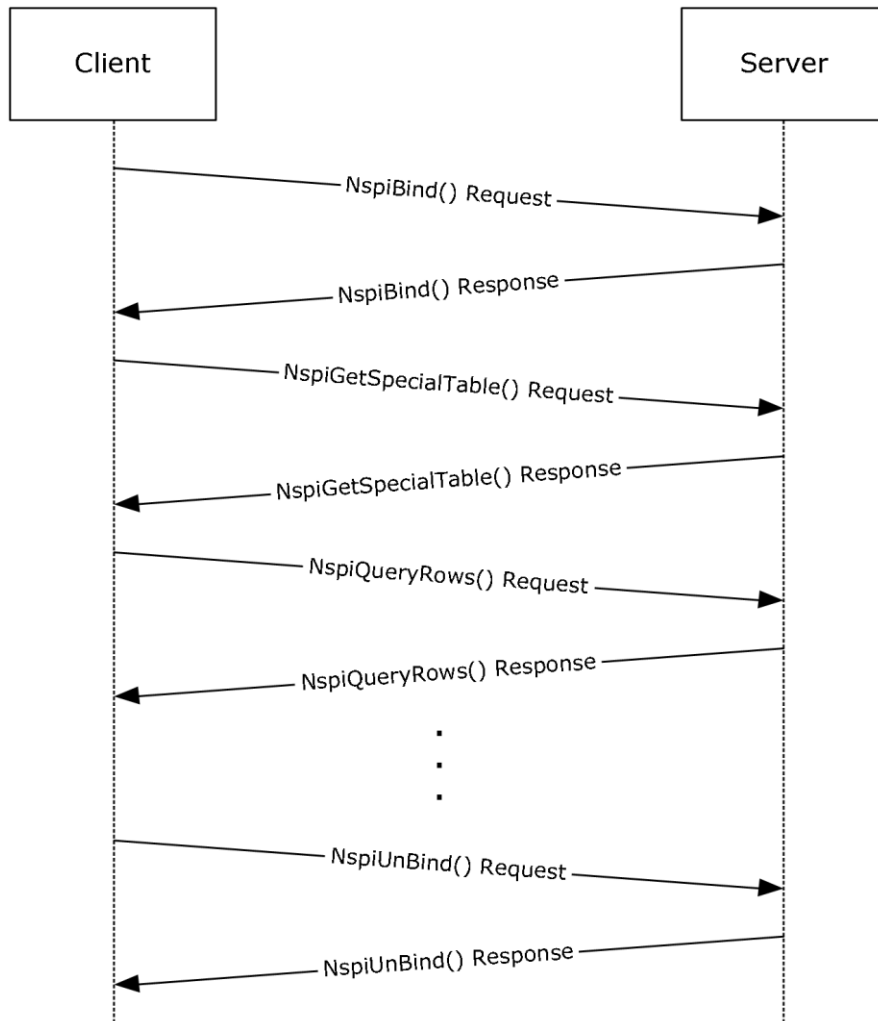 Client
Server
NspiBind() Request
NspiBind() Response
NspiGetSpecialTable() Request
NspiGetSpecialTable() Response
NspiQueryRows() Request
NspiQueryRows() Response
.
.
.
NspiUnBind() Request
NspiUnBind() Response